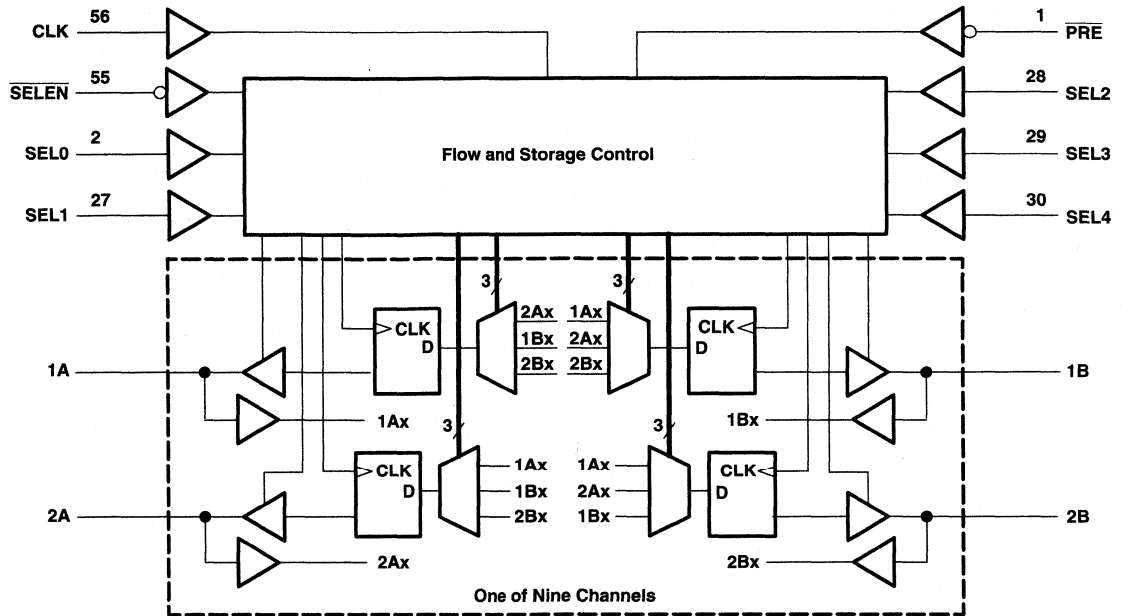 CLK 56 1 PRE
SELEN 55 28 SEL2
SEL0 2 29 SEL3
Flow and Storage Control
SEL1 27 30 SEL4
3 3
2Ax 1Ax
CLK 1Bx 2Ax CLK
D 2Bx 2Bx D
1A 1B
1Ax 3 3 1Bx
CLK 1Ax 1Ax CLK
D 1Bx 2Ax D
2Bx 1Bx
2A 2B
2Ax 2Bx
One of Nine Channels